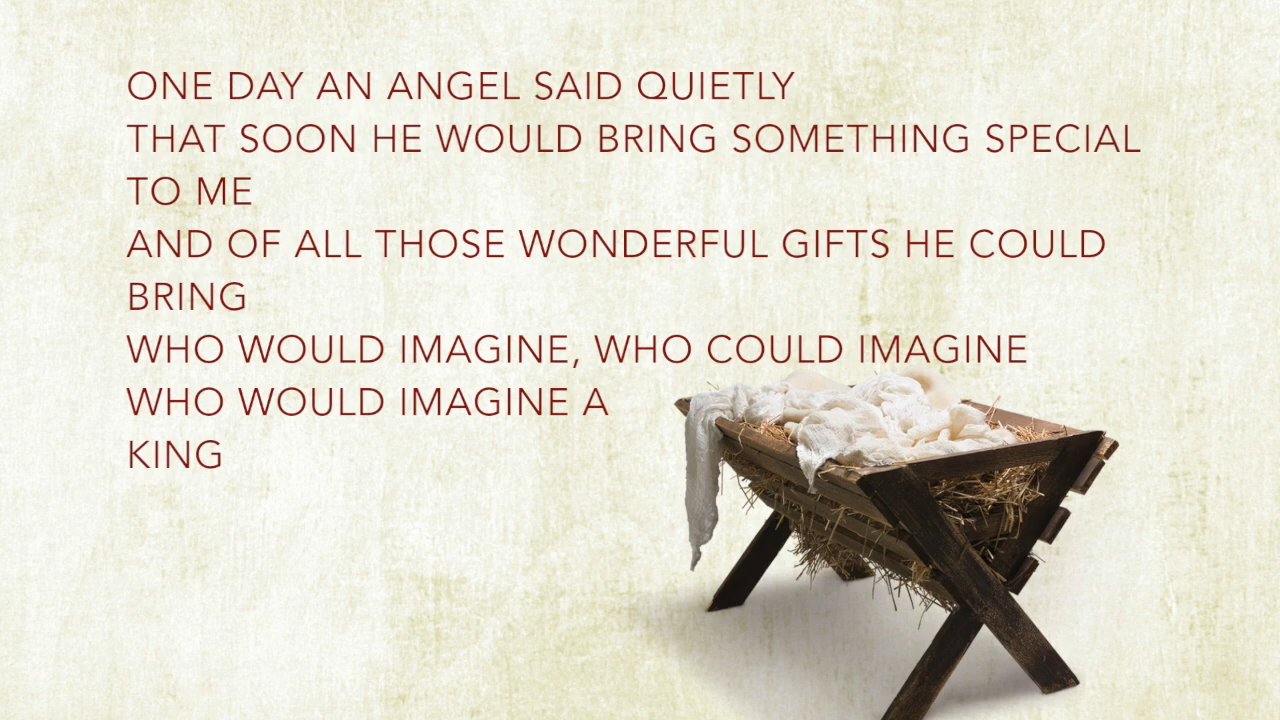 ONE DAY AN ANGEL SAID QUIETLY
THAT SOON HE WOULD BRING SOMETHING SPECIAL
TO ME
AND OF ALL THOSE WONDERFUL GIFTS HE COULD
BRING
WHO WOULD IMAGINE, WHO COULD IMAGINE
WHO WOULD IMAGINE A
KING